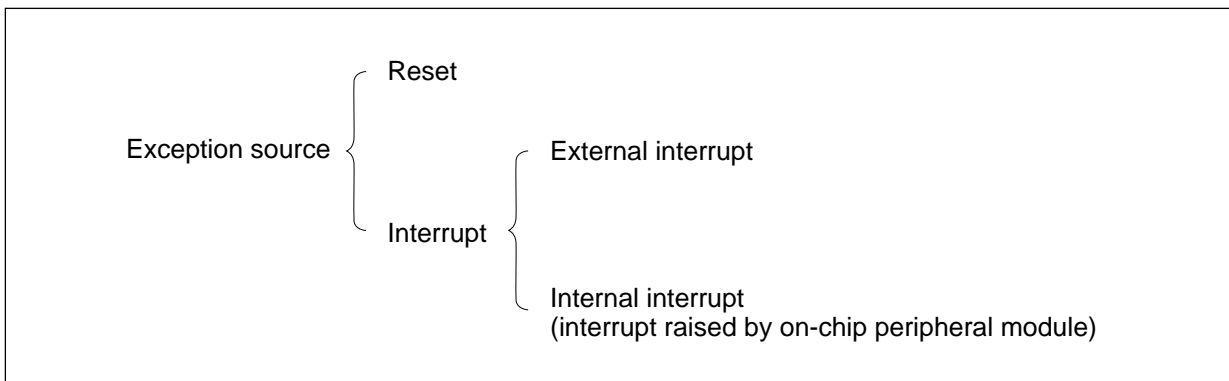 Reset
Exception source
External interrupt
Interrupt
Internal interrupt
(interrupt raised by on-chip peripheral module)